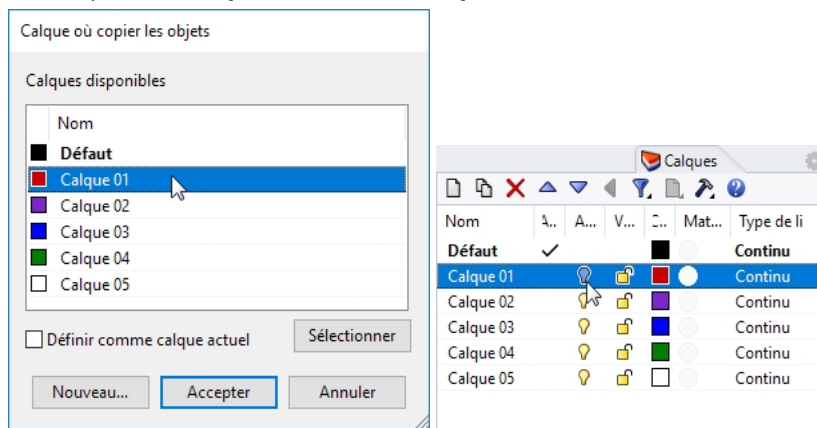 Calque où copier les objets
Calques disponibles
Nom
Défaut
Calque 01
Calque 02
Calque 03
Calque 04
Calque 05
Définir comme calque actuel Sélectionner
Nouveau... Accepter Annuler
Calques
Nom A... V... Mat... Type de li
Défaut Continu
Calque 01 Continu
Calque 02 Continu
Calque 03 Continu
Calque 04 Continu
Calque 05 Continu